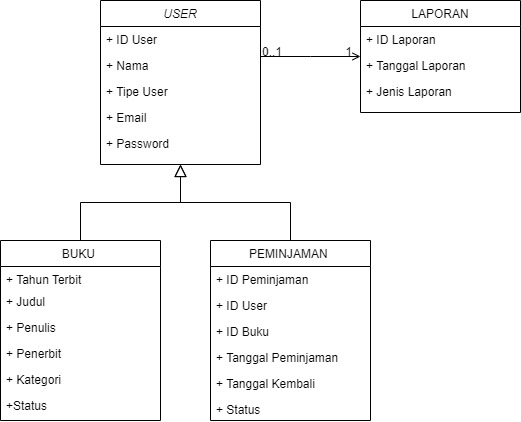 USER
+ ID User
+ Nama
+ Tipe User
+ Email
+ Password
0..1
1
LAPORAN
+ ID Laporan
+ Tanggal Laporan
+ Jenis Laporan
BUKU
+ Tahun Terbit
+ Judul
+ Penulis
+ Penerbit
+ Kategori
+Status
PEMINJAMAN
+ ID Peminjaman
+ ID User
+ ID Buku
+ Tanggal Peminjaman
+ Tanggal Kembali
+ Status